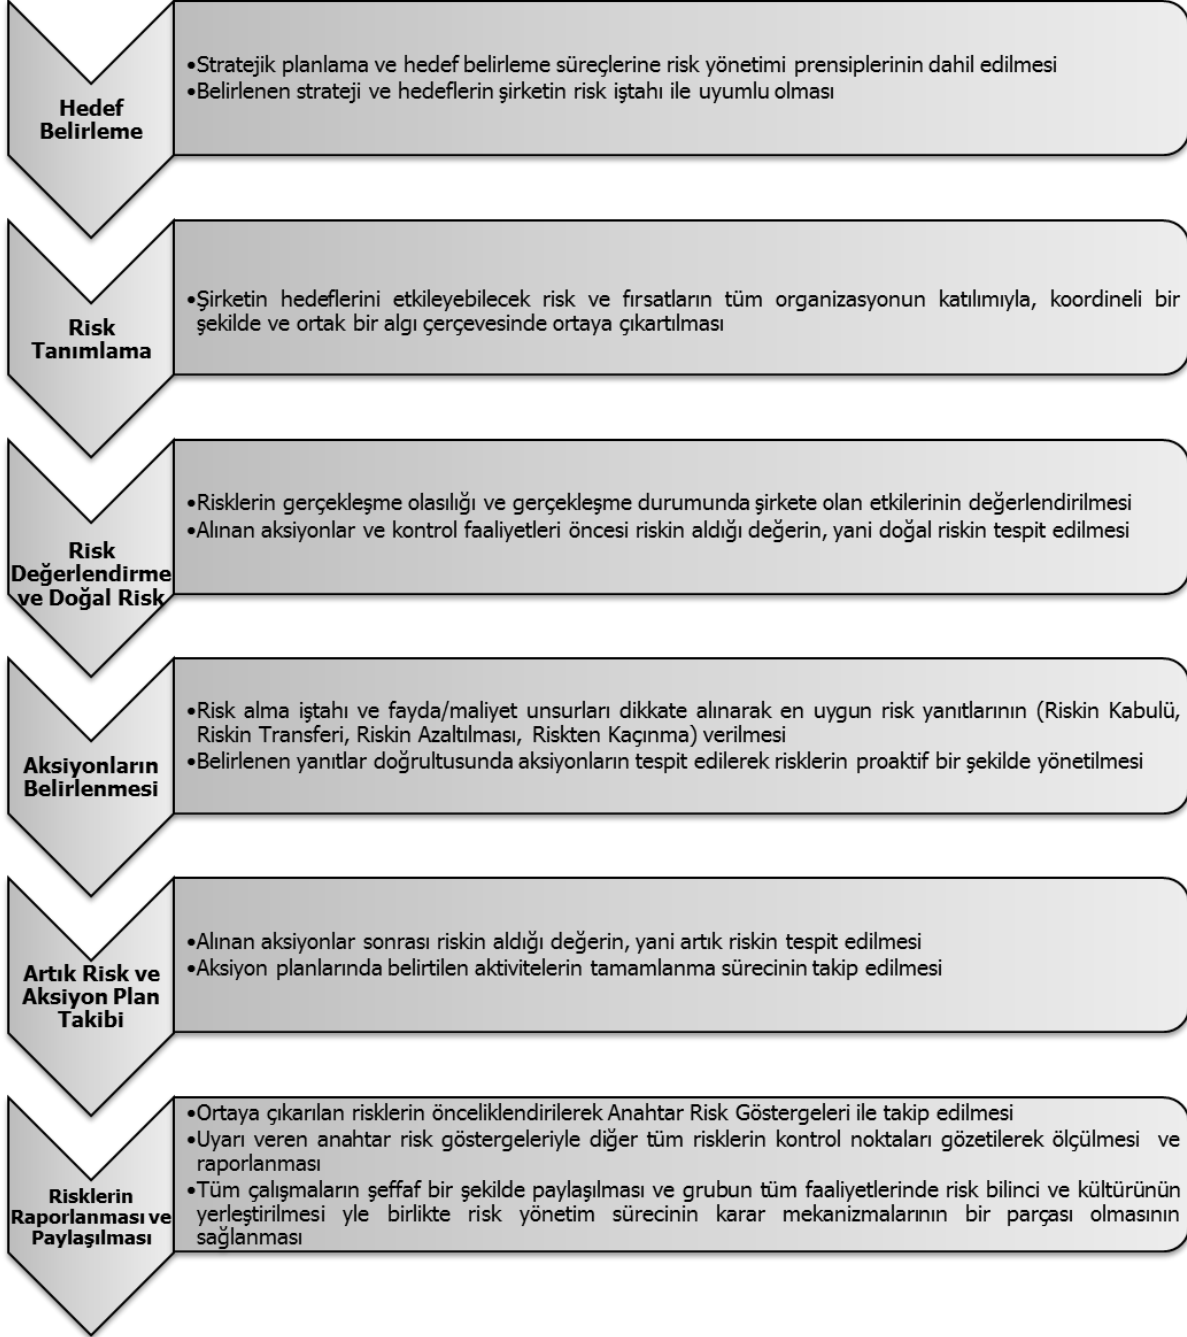 Hedef
Belirleme
•Stratejik planlama ve hedef belirleme süreçlerine risk yönetimi prensiplerinin dahil edilmesi
•Belirlenen strateji ve hedeflerin şirketin risk iştahı ile uyumlu olması
Risk
Tanımlama
•Şirketin hedeflerini etkileyebilecek risk ve fırsatların tüm organizasyonun katılımıyla, koordineli bir
şekilde ve ortak bir algı çerçevesinde ortaya çıkartılması
Risk
Değerlendirme
ve Doğal Risk
•Risklerin gerçekleşme olasılığı ve gerçekleşme durumunda şirkete olan etkilerinin değerlendirilmesi
•Alınan aksiyonlar ve kontrol faaliyetleri öncesi riskin aldığı değerin, yani doğal riskin tespit edilmesi
Aksiyonların
Belirlenmesi
•Risk alma iştahı ve fayda/maliyet unsurları dikkate alınarak en uygun risk yanıtlarının (Riskin Kabulü,
Riskin Transferi, Riskin Azaltılması, Riskten Kaçınma) verilmesi
•Belirlenen yanıtlar doğrultusunda aksiyonların tespit edilerek risklerin proaktif bir şekilde yönetilmesi
Artık Risk ve
Aksiyon Plan
Takibi
•Alınan aksiyonlar sonrası riskin aldığı değerin, yani artık riskin tespit edilmesi
•Aksiyon planlarında belirtilen aktivitelerin tamamlanma sürecinin takip edilmesi
Risklerin
Raporlanması ve
Paylaşılması
•Ortaya çıkarılan risklerin önceliklendirilerek Anahtar Risk Göstergeleri ile takip edilmesi
•Uyarı veren anahtar risk göstergeleriyle diğer tüm risklerin kontrol noktaları gözetilerek ölçülmesi ve
raporlanması
•Tüm çalışmaların şeffaf bir şekilde paylaşılması ve grubun tüm faaliyetlerinde risk bilinci ve kültürünün
yerleştirilmesi yle birlikte risk yönetim sürecinin karar mekanizmalarının bir parçası olmasının
sağlanması